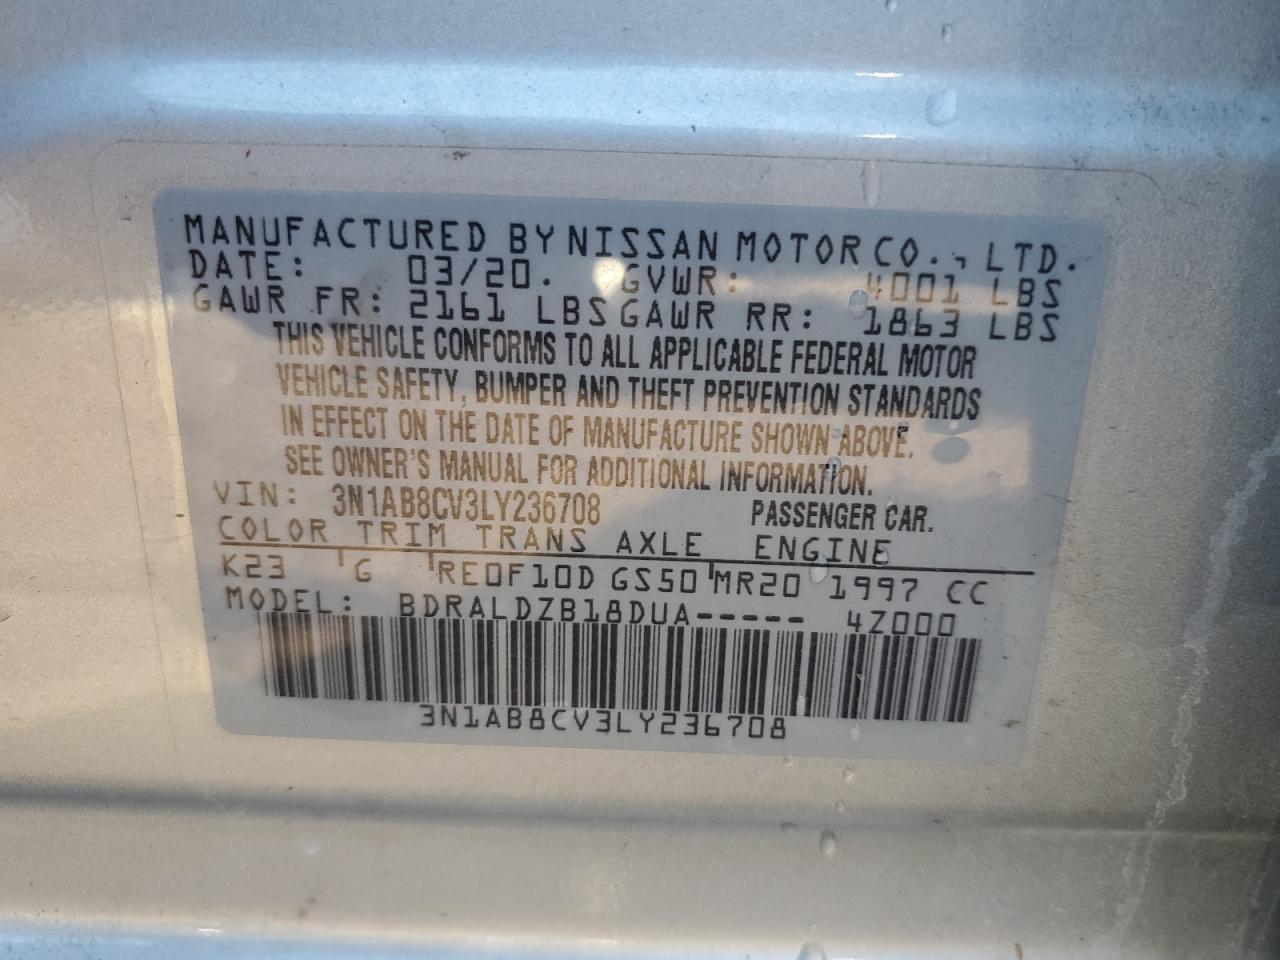 MANUFACTURED BY NISSAN MOTOR CO., LTD.
DATE: 03/20. GVWR: 4001 LBS
GAWR FR: 2161 LBS GAWR RR: 1863 LBS
THIS VEHICLE CONFORMS TO ALL APPLICABLE FEDERAL MOTOR
VEHICLE SAFETY, BUMPER AND THEFT PREVENTION STANDARDS
IN EFFECT ON THE DATE OF MANUFACTURE SHOWN ABOVE.
SEE OWNER'S MANUAL FOR ADDITIONAL INFORMATION.
VIN: 3N1AB8CV3LY236708 PASSENGER CAR.
COLOR TRIM TRANS AXLE ENGINE
K23 G RE0F10D GS50 MR20 1997 CC
MODEL: BDRALDZB18DUA----- 4Z000
3N1AB8CV3LY236708